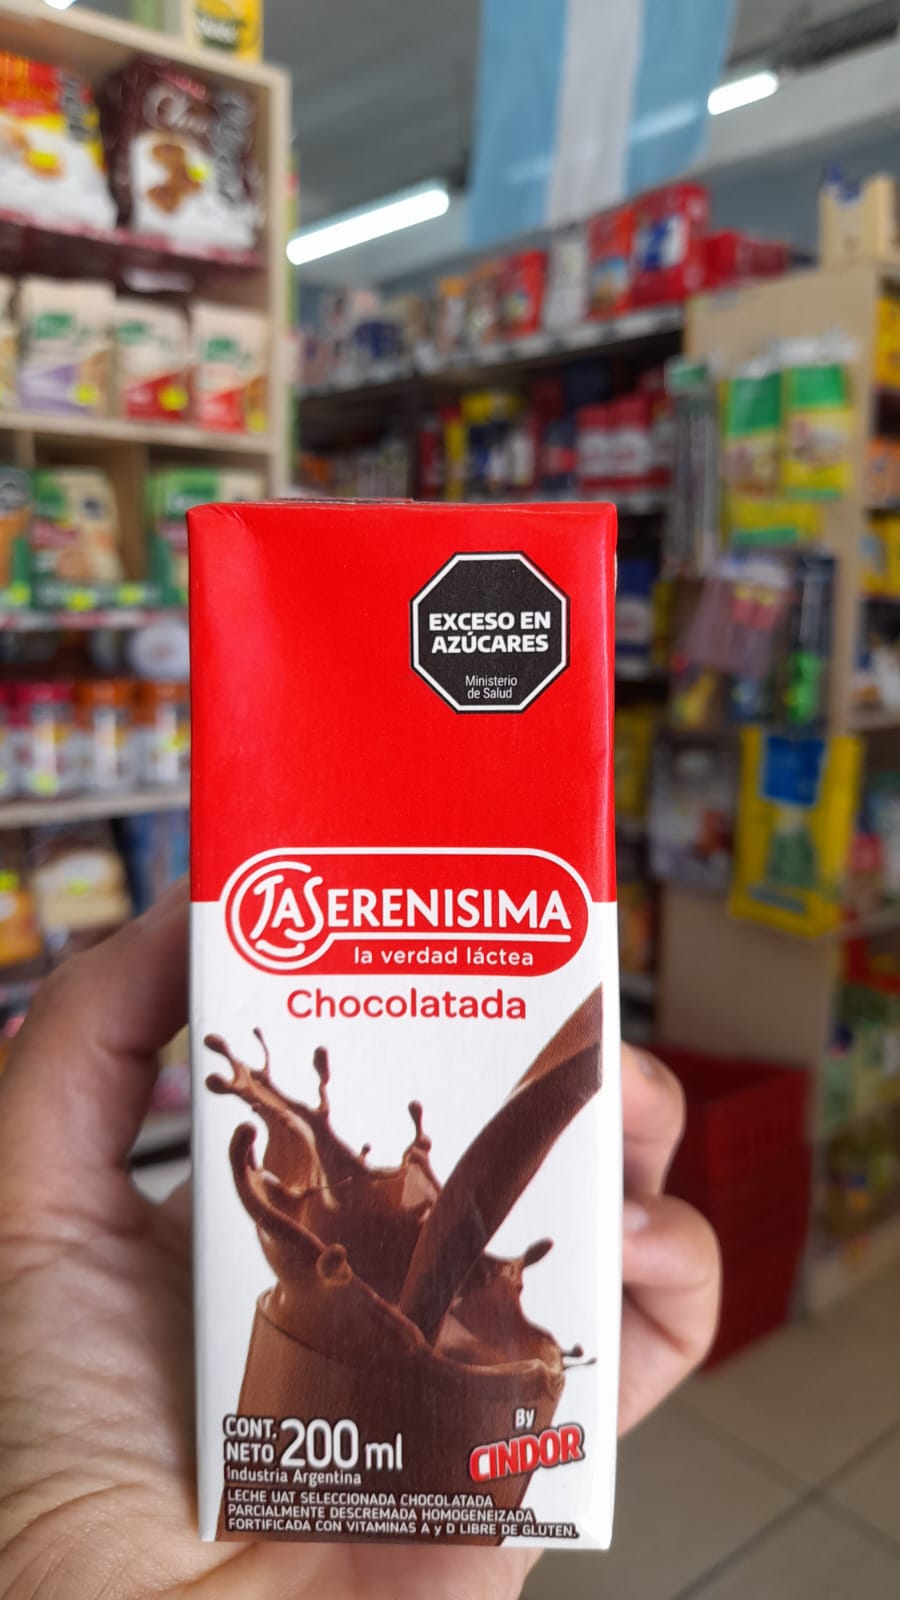 EXCESO EN
AZÚCARES
Ministerio
de Salud
LA SERENISIMA
la verdad láctea
Chocolatada
CONT.
NETO 200 ml
Industria Argentina
By
CINDOR
LECHE UAT SELECCIONADA CHOCOLATADA
PARCIALMENTE DESCREMADA HOMOGENEIZADA
FORTIFICADA CON VITAMINAS A y D LIBRE DE GLUTEN.